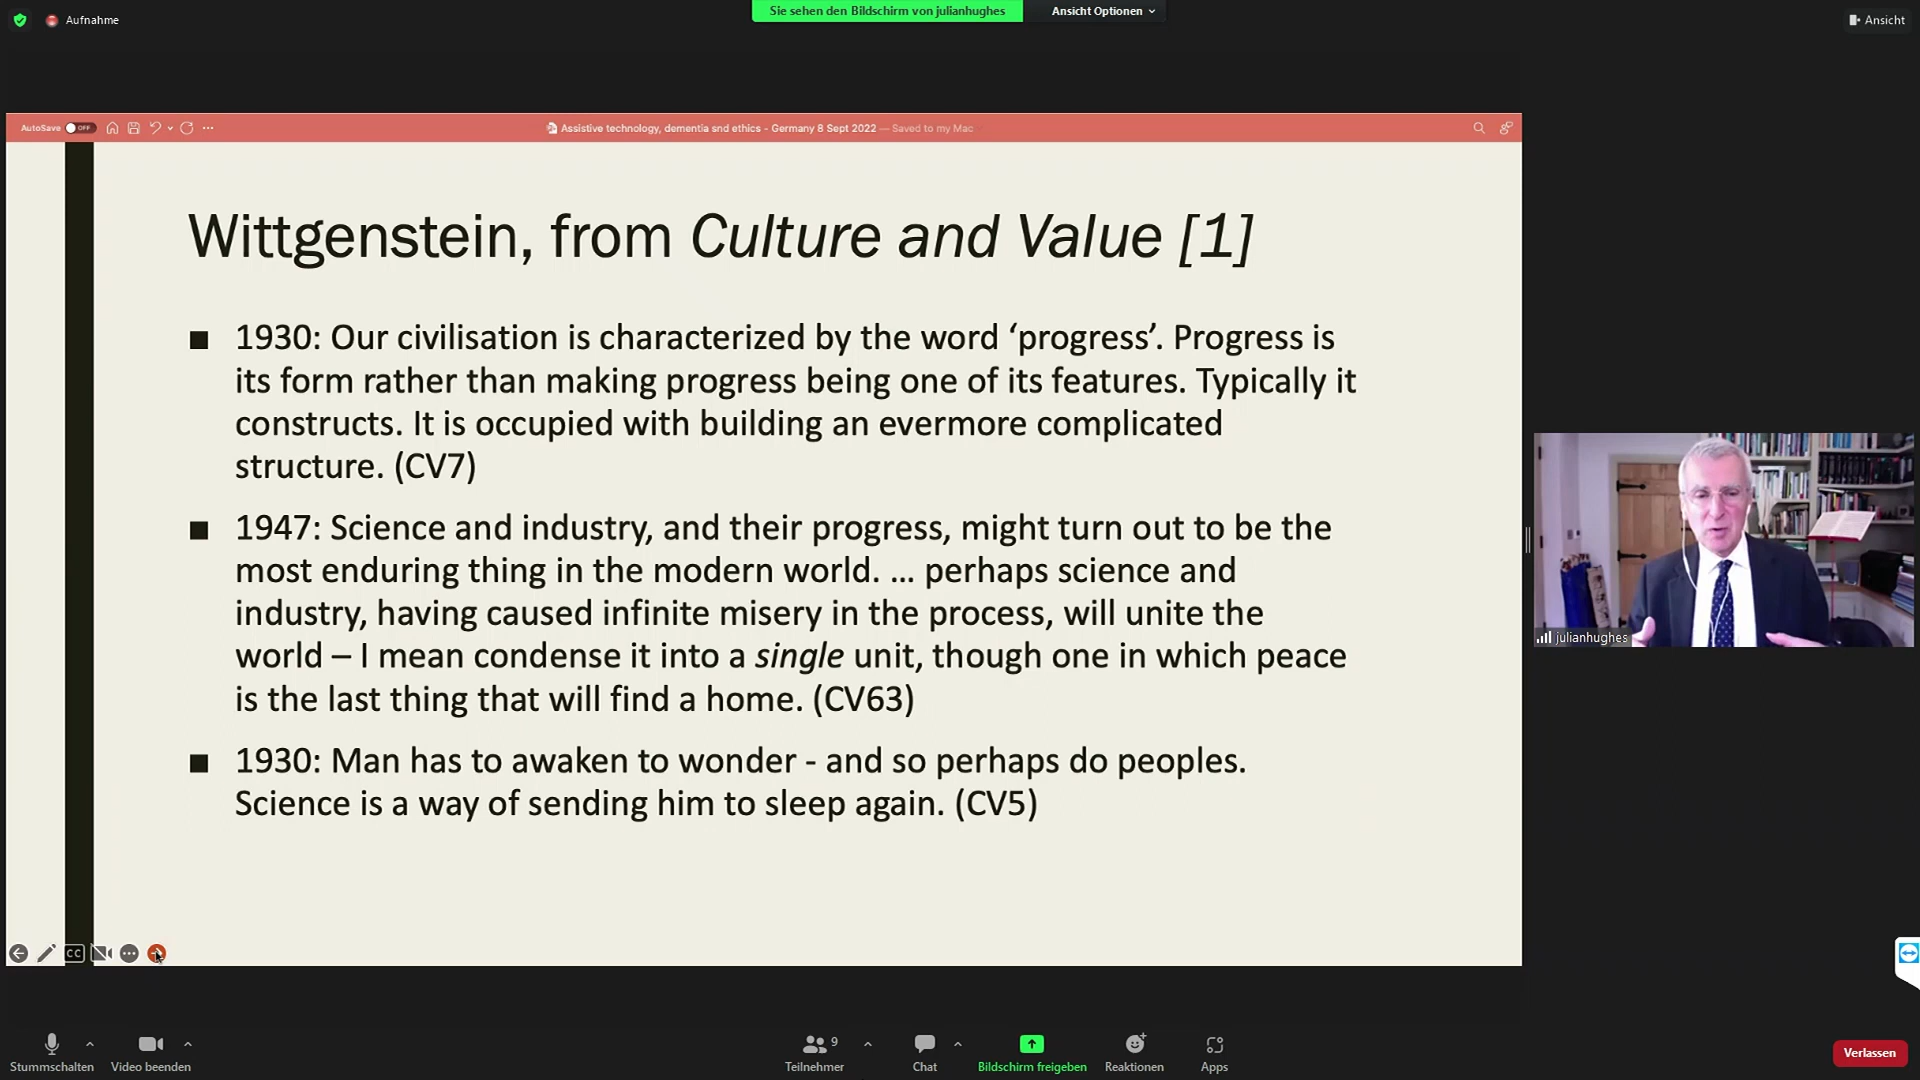 Aufnahme
Sie sehen den Bildschirm von julianhughes
Ansicht Optionen
Ansicht
AutoSave OFF
Assistive technology, dementia snd ethics - Germany 8 Sept 2022 — Saved to my Mac
Wittgenstein, from Culture and Value [1]
■ 1930: Our civilisation is characterized by the word ‘progress’. Progress is
its form rather than making progress being one of its features. Typically it
constructs. It is occupied with building an evermore complicated
structure. (CV7)
■ 1947: Science and industry, and their progress, might turn out to be the
most enduring thing in the modern world. ... perhaps science and
industry, having caused infinite misery in the process, will unite the
world – I mean condense it into a single unit, though one in which peace
is the last thing that will find a home. (CV63)
■ 1930: Man has to awaken to wonder - and so perhaps do peoples.
Science is a way of sending him to sleep again. (CV5)
julianhughes
CC
9
Stummschalten
Video beenden
Teilnehmer
Chat
Bildschirm freigeben
Reaktionen
Apps
Verlassen